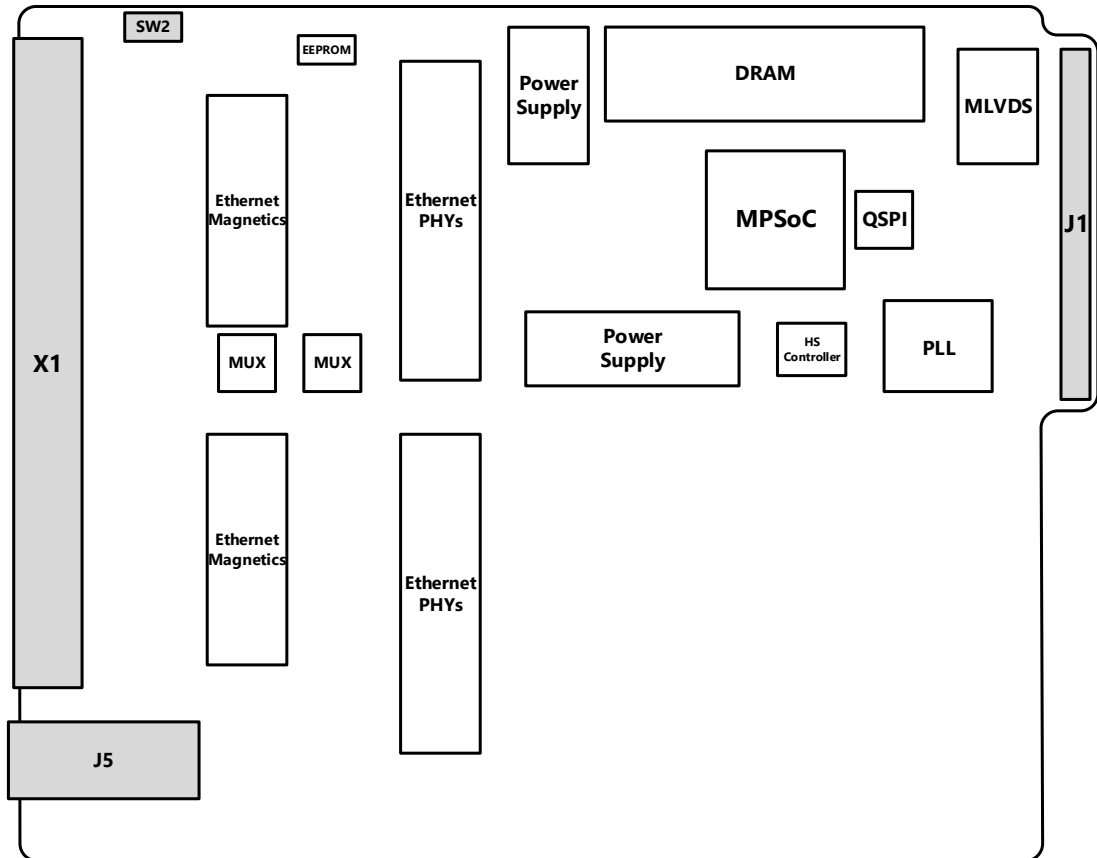 SW2
EEPROM
Power
Supply
DRAM
MLVDS
Ethernet
Magnetics
Ethernet
PHYs
MPSoC
QSPI
J1
X1
MUX
MUX
Power
Supply
HS
Controller
PLL
Ethernet
Magnetics
Ethernet
PHYs
J5